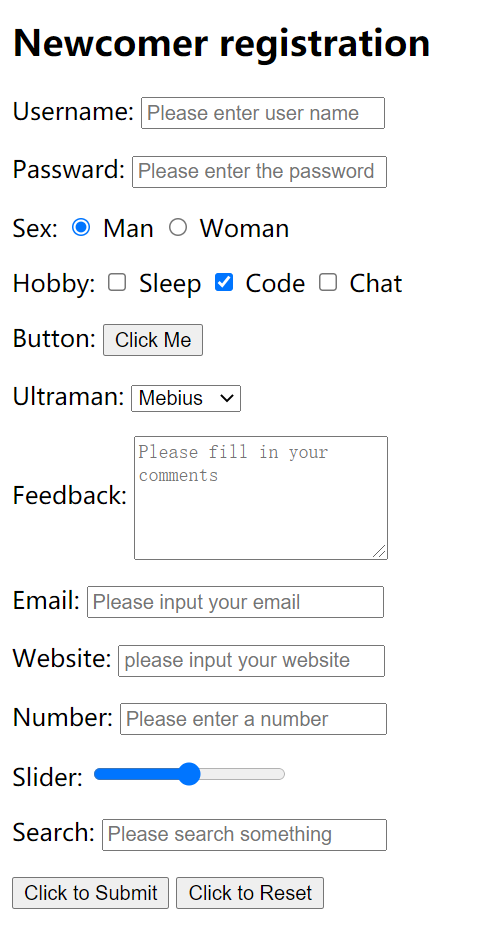 Newcomer registration
Username: Please enter user name
Passward: Please enter the password
Sex: Man Woman
Hobby: Sleep Code Chat
Button: Click Me
Ultraman: Mebius
Please fill in your
comments
Feedback:
Email: Please input your email
Website: please input your website
Number: Please enter a number
Slider:
Search: Please search something
Click to Submit Click to Reset